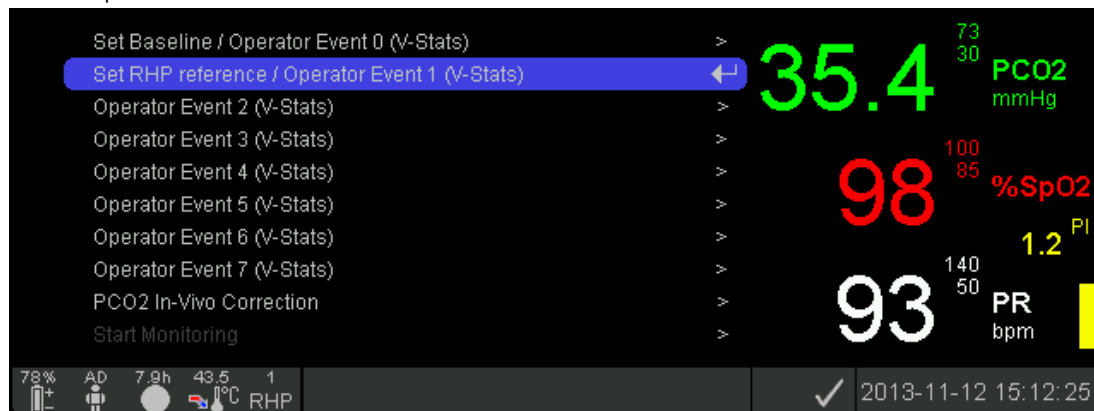 Set Baseline / Operator Event 0 (V-Stats) >
Set RHP reference / Operator Event 1 (V-Stats)
Operator Event 2 (V-Stats) >
Operator Event 3 (V-Stats) >
Operator Event 4 (V-Stats) >
Operator Event 5 (V-Stats) >
Operator Event 6 (V-Stats) >
Operator Event 7 (V-Stats) >
PCO2 In-Vivo Correction >
Start Monitoring >
35.4
73
30
PCO2
mmHg
98
100
85
%SpO2
1.2 PI
93
140
50
PR
bpm
78% AD 7.9h 43.5 °C 1 RHP
2013-11-12 15:12:25